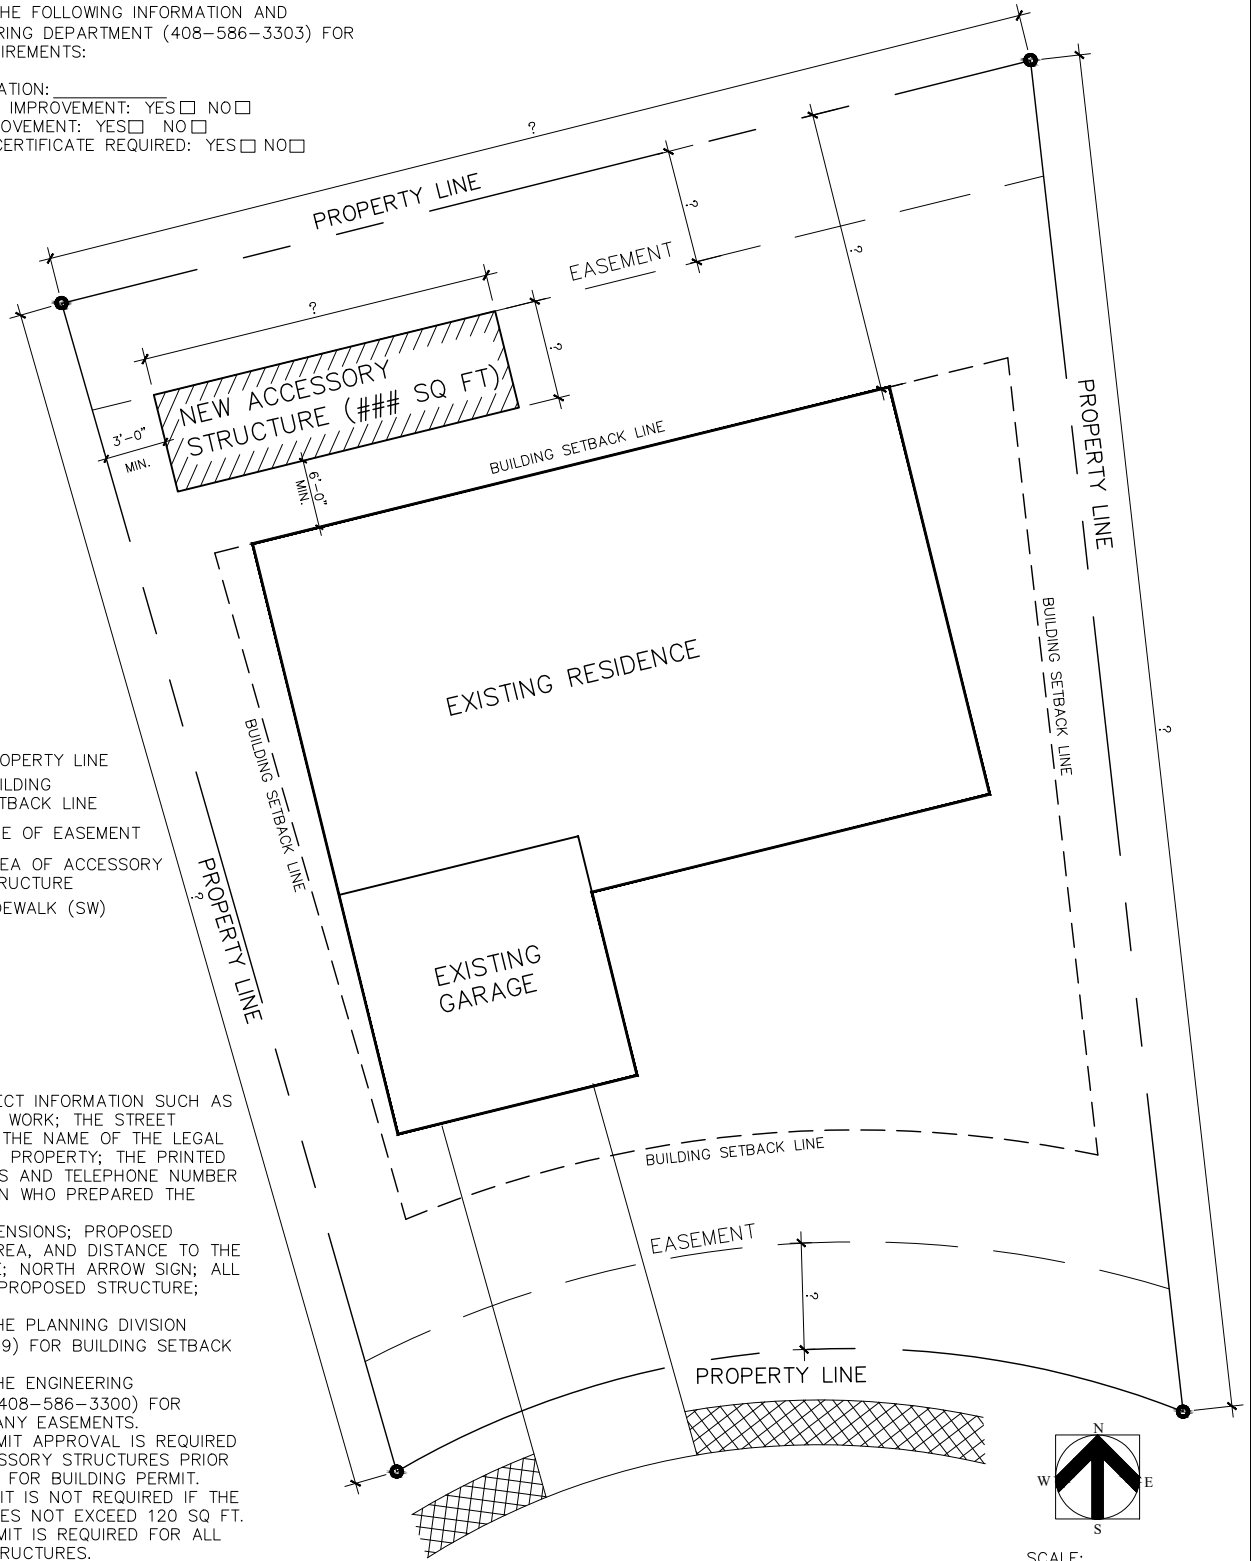 HE FOLLOWING INFORMATION AND
RING DEPARTMENT (408-586-3303) FOR
IREMENTS:
ATION:
IMPROVEMENT: YES□ NO□
OVEMENT: YES□ NO□
CERTIFICATE REQUIRED: YES□ NO□
?
PROPERTY LINE
?
EASEMENT
?
?
?
NEW ACCESSORY
STRUCTURE (### SQ FT)
3'-0"
MIN.
6'-0"
MIN.
BUILDING SETBACK LINE
PROPERTY LINE
EXISTING RESIDENCE
BUILDING SETBACK LINE
?
BUILDING SETBACK LINE
OPERTY LINE
ILDING
TBACK LINE
E OF EASEMENT
EA OF ACCESSORY
RUCTURE
DEWALK (SW)
?
PROPERTY LINE
EXISTING
GARAGE
BUILDING SETBACK LINE
EASEMENT
?
PROPERTY LINE
ECT INFORMATION SUCH AS
WORK; THE STREET
THE NAME OF THE LEGAL
PROPERTY; THE PRINTED
S AND TELEPHONE NUMBER
N WHO PREPARED THE
ENSIONS; PROPOSED
REA, AND DISTANCE TO THE
E; NORTH ARROW SIGN; ALL
PROPOSED STRUCTURE;
HE PLANNING DIVISION
9) FOR BUILDING SETBACK
HE ENGINEERING
408-586-3300) FOR
ANY EASEMENTS.
MIT APPROVAL IS REQUIRED
SSORY STRUCTURES PRIOR
FOR BUILDING PERMIT.
IT IS NOT REQUIRED IF THE
ES NOT EXCEED 120 SQ FT.
MIT IS REQUIRED FOR ALL
RUCTURES.
N
W E
S
SCALE: